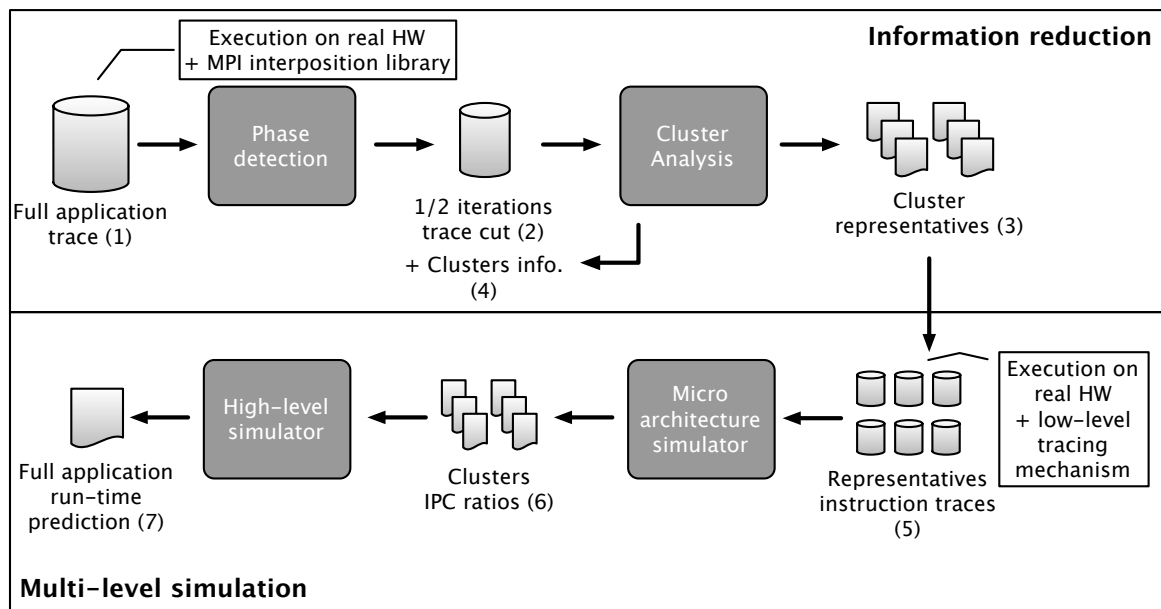 Execution on real HW
+ MPI interposition library
Information reduction
Phase
detection
Cluster
Analysis
Full application
trace (1)
1/2 iterations
trace cut (2)
+ Clusters info.
(4)
Cluster
representatives (3)
High-level
simulator
Micro
architecture
simulator
Execution on
real HW
+ low-level
tracing
mechanism
Full application
run-time
prediction (7)
Clusters
IPC ratios (6)
Representatives
instruction traces
(5)
Multi-level simulation